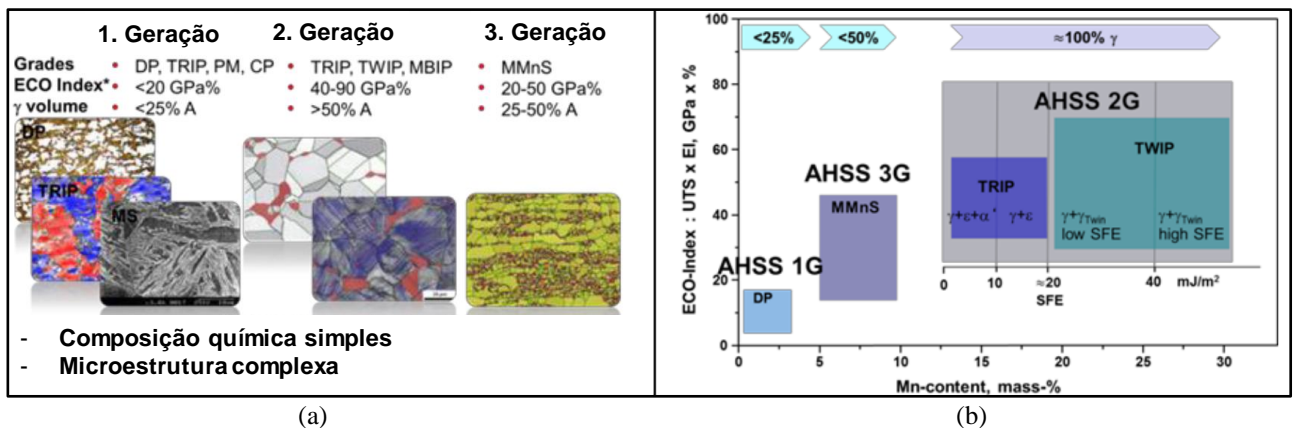 1. Geração 2. Geração 3. Geração
Grades • DP, TRIP, PM, CP • TRIP, TWIP, MBIP • MMnS
ECO Index* • <20 GPa% • 40-90 GPa% • 20-50 GPa%
γ volume • <25% A • >50% A • 25-50% A
DP
TRIP
MS
- Composição química simples
- Microestrutura complexa
(a)
ECO-Index : UTS x El, GPa x %
100
80
60
40
20
0
<25% <50% ≈100% γ
AHSS 2G
TWIP
AHSS 3G
TRIP
MMnS
γ+ε+α' γ+ε
γ+γTwin
low SFE
γ+γTwin
high SFE
AHSS 1G
DP
0 10 ≈20 40 mJ/m²
SFE
0 5 10 15 20 25 30
Mn-content, mass-%
(b)